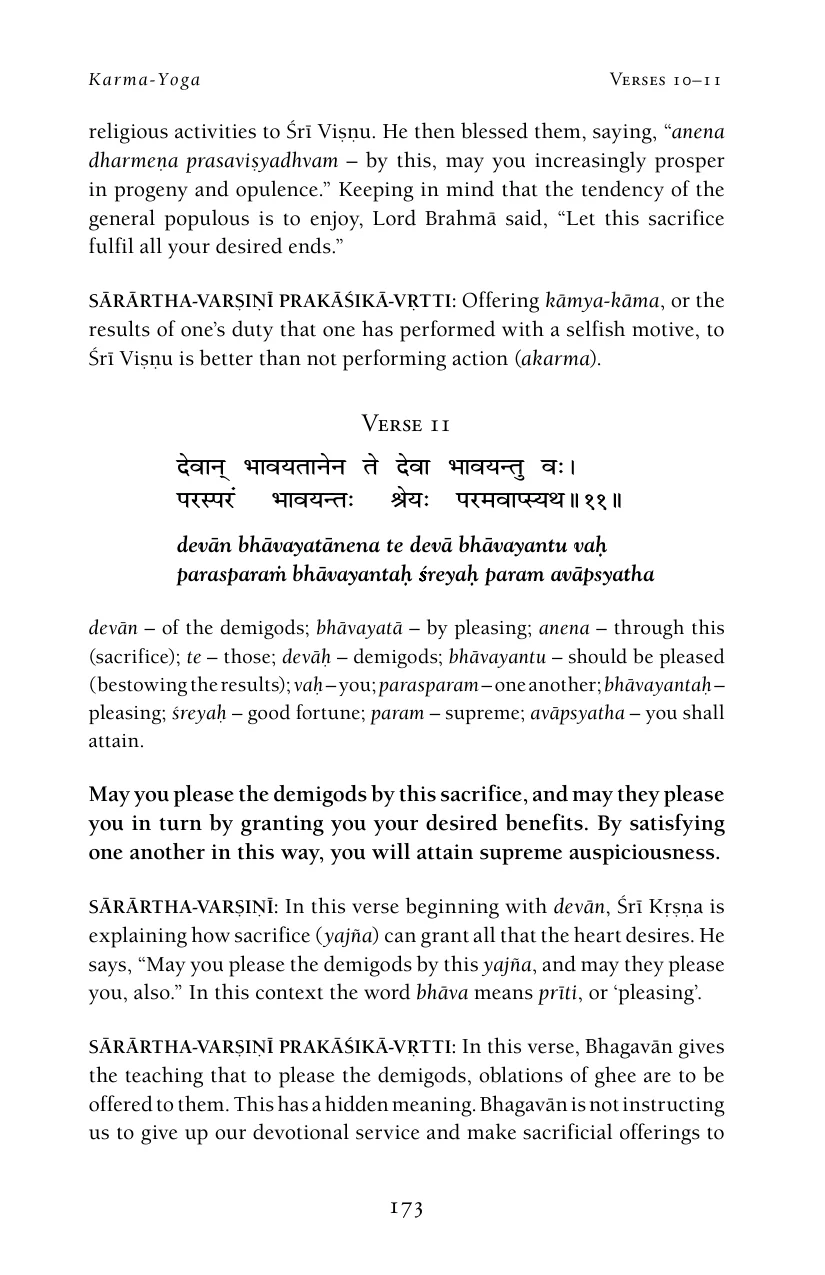 Karma-Yoga Verses 10–11
religious activities to Śrī Viṣṇu. He then blessed them, saying, “anena
dharmeṇa prasaviṣyadhvam – by this, may you increasingly prosper
in progeny and opulence.” Keeping in mind that the tendency of the
general populous is to enjoy, Lord Brahmā said, “Let this sacrifice
fulfil all your desired ends.”
SĀRĀRTHA-VARṢIṆĪ PRAKĀŚIKĀ-VṚTTI: Offering kāmya-kāma, or the
results of one’s duty that one has performed with a selfish motive, to
Śrī Viṣṇu is better than not performing action (akarma).
Verse 11
देवान् भावयतानेन ते देवा भावयन्तु वः।
परस्परं भावयन्तः श्रेयः परमवाप्स्यथ॥११॥
devān bhāvayatānena te devā bhāvayantu vaḥ
parasparaṁ bhāvayantaḥ śreyaḥ param avāpsyatha
devān – of the demigods; bhāvayatā – by pleasing; anena – through this
(sacrifice); te – those; devāḥ – demigods; bhāvayantu – should be pleased
(bestowing the results); vaḥ – you; parasparam – one another; bhāvayantaḥ –
pleasing; śreyaḥ – good fortune; param – supreme; avāpsyatha – you shall
attain.
May you please the demigods by this sacrifice, and may they please
you in turn by granting you your desired benefits. By satisfying
one another in this way, you will attain supreme auspiciousness.
SĀRĀRTHA-VARṢIṆĪ: In this verse beginning with devān, Śrī Kṛṣṇa is
explaining how sacrifice (yajña) can grant all that the heart desires. He
says, “May you please the demigods by this yajña, and may they please
you, also.” In this context the word bhāva means prīti, or ‘pleasing’.
SĀRĀRTHA-VARṢIṆĪ PRAKĀŚIKĀ-VṚTTI: In this verse, Bhagavān gives
the teaching that to please the demigods, oblations of ghee are to be
offered to them. This has a hidden meaning. Bhagavān is not instructing
us to give up our devotional service and make sacrificial offerings to
173